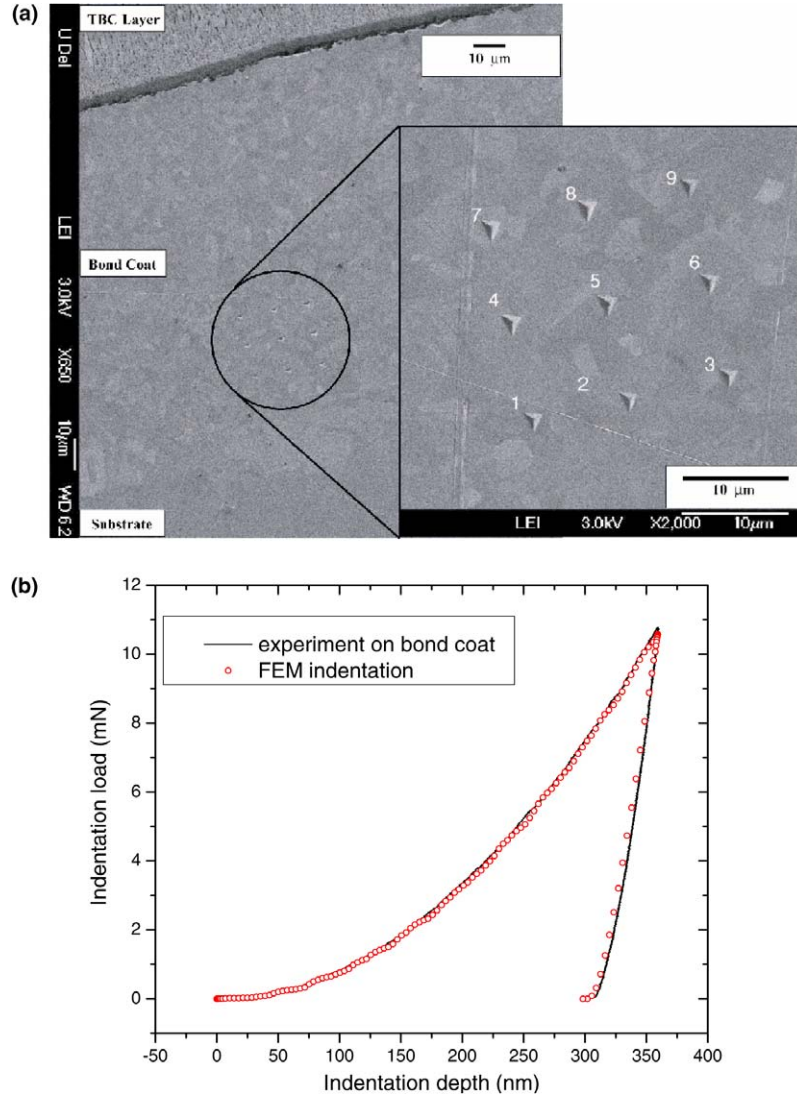 (a)
TBC Layer
10 μm
U Del
LEI
3.0kV
X650
10μm
WD 6.2
Bond Coat
Substrate
7
8
9
4
5
6
1
2
3
10 μm
LEI 3.0kV X2,000 10μm
(b)
12
10
8
6
4
2
0
Indentation load (mN)
experiment on bond coat
FEM indentation
-50 0 50 100 150 200 250 300 350 400
Indentation depth (nm)